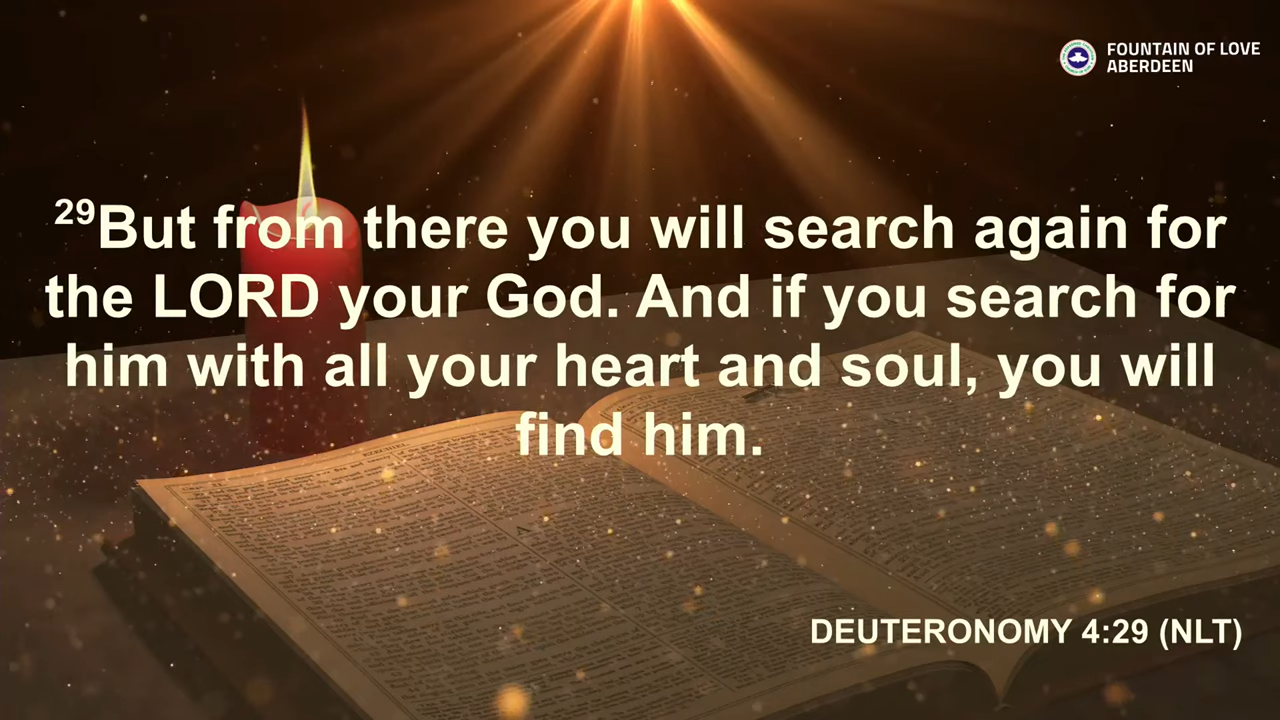 FOUNTAIN OF LOVE
ABERDEEN
29But from there you will search again for
the LORD your God. And if you search for
him with all your heart and soul, you will
find him.
DEUTERONOMY 4:29 (NLT)